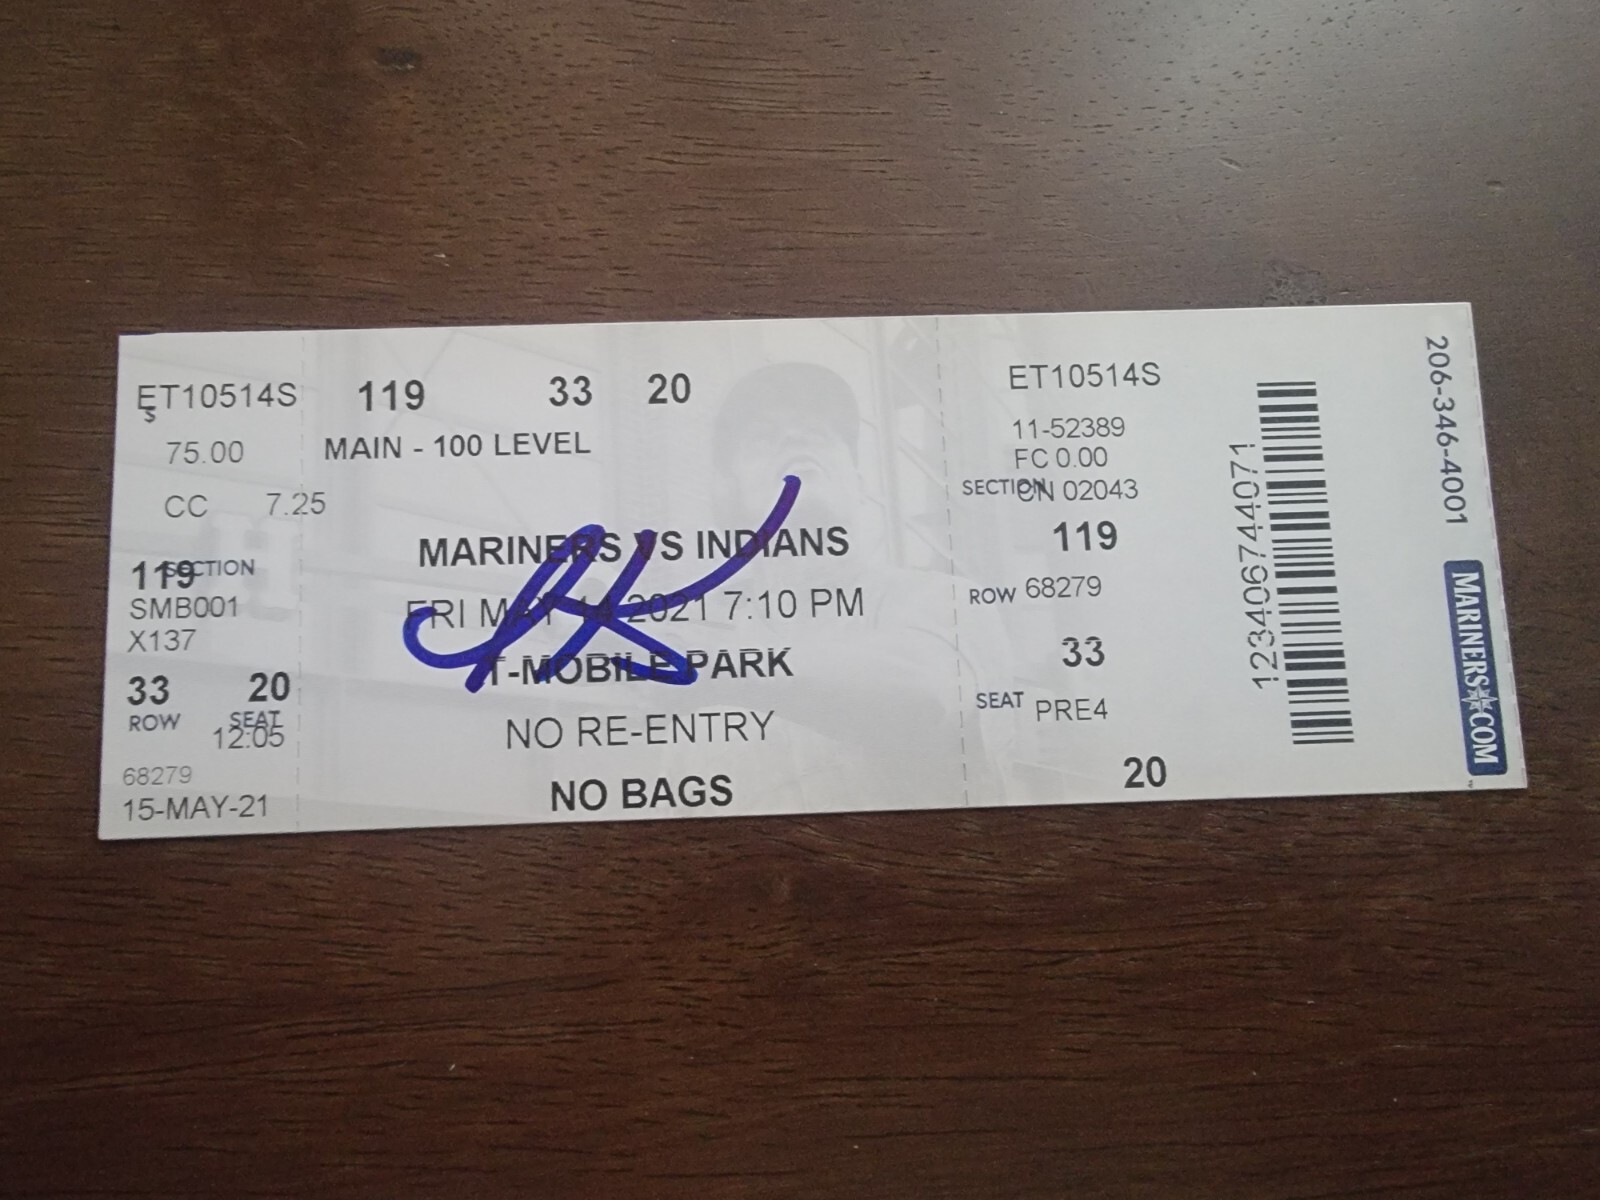 ET10514S 119 33 20
$
75.00 MAIN - 100 LEVEL
CC 7.25
119 SECTION
SMB001
X137
33 20
ROW SEAT
12:05
68279
15-MAY-21
MARINERS VS INDIANS
FRI MAY 14 2021 7:10 PM
T-MOBILE PARK
NO RE-ENTRY
NO BAGS
ET10514S
11-52389
FC 0.00
SECTION CN 02043
119
ROW 68279
33
SEAT PRE4
20
1234067440​71
206-346-4001
MARINERS.COM